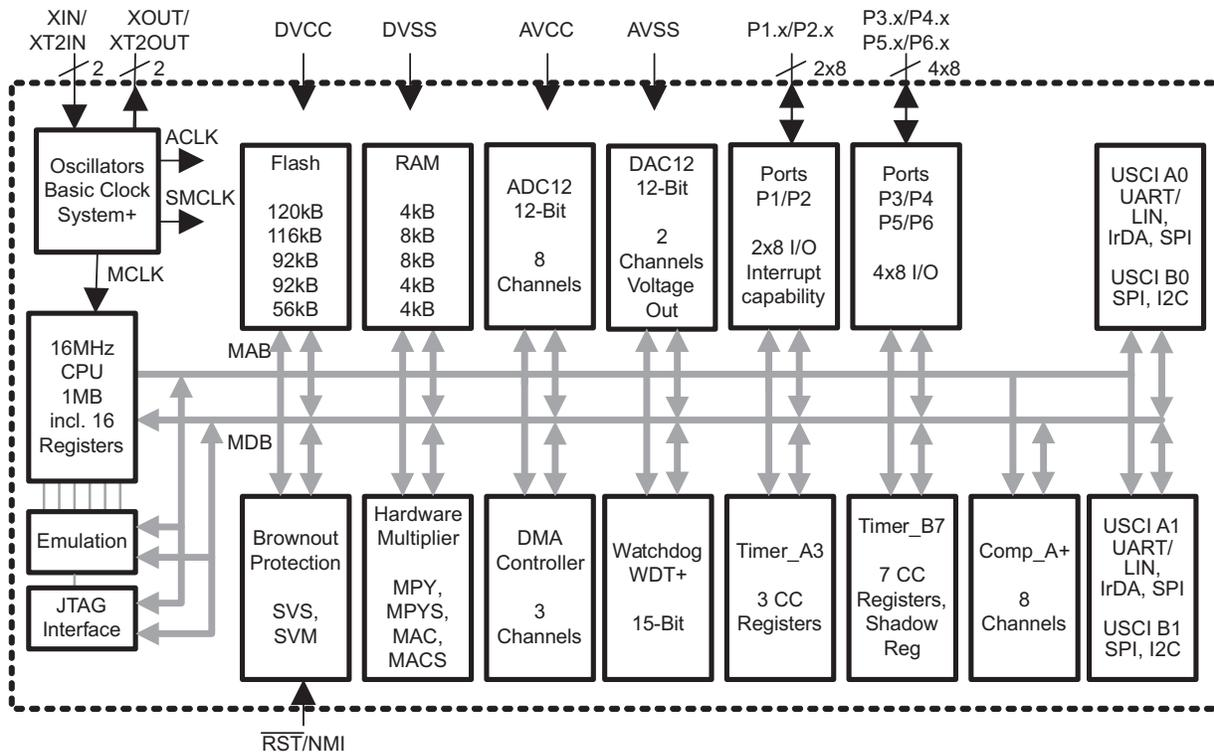 XIN/
XT2IN
XOUT/
XT2OUT
DVCC
DVSS
AVCC
AVSS
P1.x/P2.x
P3.x/P4.x
P5.x/P6.x
2
2
2x8
4x8
Oscillators
Basic Clock
System+
ACLK
SMCLK
MCLK
Flash
120kB
116kB
92kB
92kB
56kB
RAM
4kB
8kB
8kB
4kB
4kB
ADC12
12-Bit
8
Channels
DAC12
12-Bit
2
Channels
Voltage
Out
Ports
P1/P2
2x8 I/O
Interrupt
capability
Ports
P3/P4
P5/P6
4x8 I/O
USCI A0
UART/
LIN,
IrDA, SPI
USCI B0
SPI, I2C
16MHz
CPU
1MB
incl. 16
Registers
MAB
MDB
Emulation
JTAG
Interface
Brownout
Protection
SVS,
SVM
Hardware
Multiplier
MPY,
MPYS,
MAC,
MACS
DMA
Controller
3
Channels
Watchdog
WDT+
15-Bit
Timer_A3
3 CC
Registers
Timer_B7
7 CC
Registers,
Shadow
Reg
Comp_A+
8
Channels
USCI A1
UART/
LIN,
IrDA, SPI
USCI B1
SPI, I2C
RST/NMI